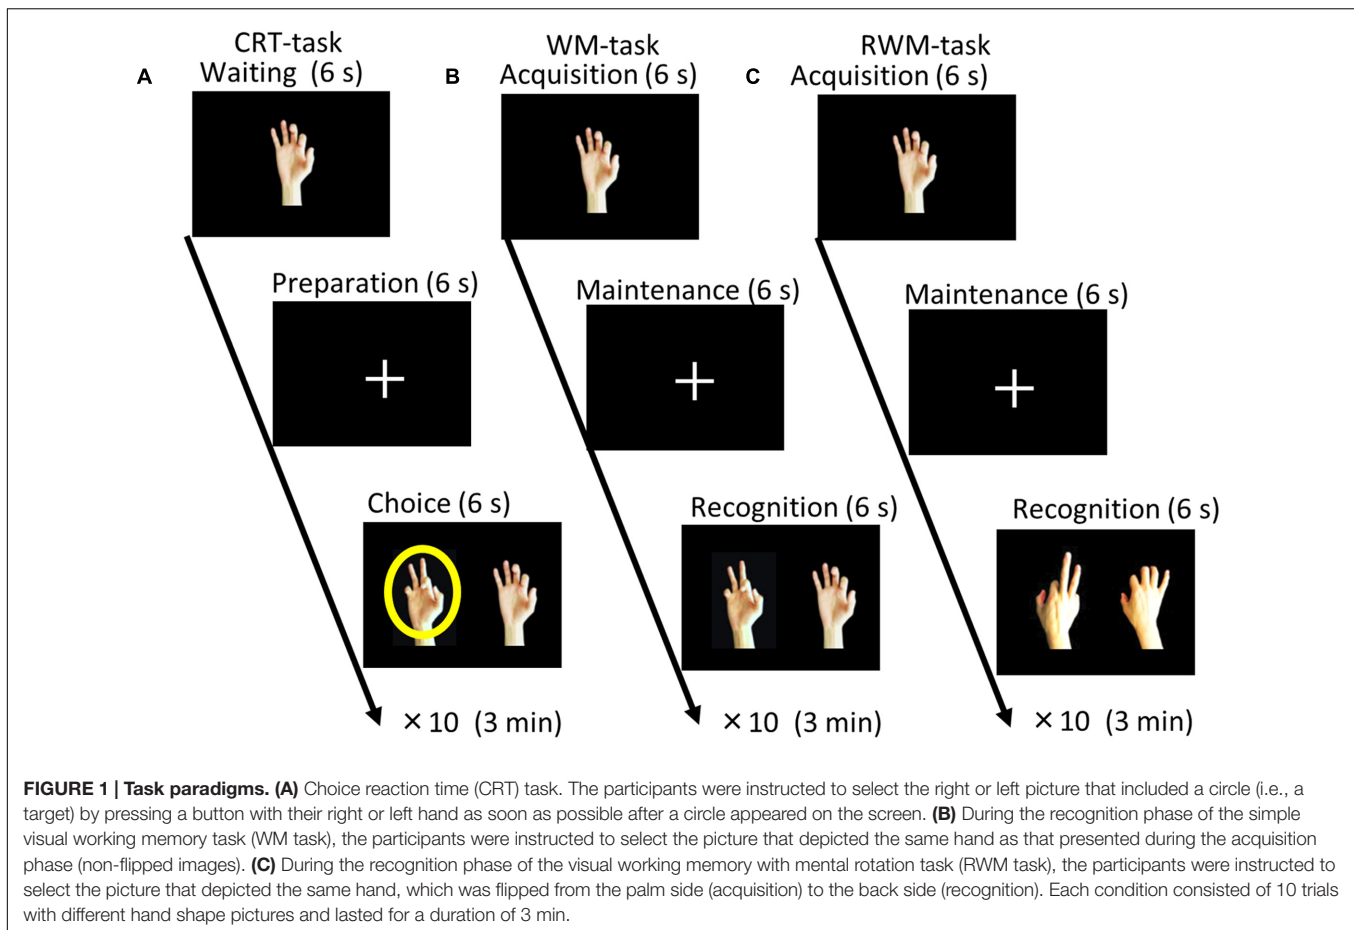 CRT-task
Waiting (6 s)
A
WM-task
Acquisition (6 s)
B
RWM-task
Acquisition (6 s)
C
Preparation (6 s)
Maintenance (6 s)
Maintenance (6 s)
Choice (6 s)
Recognition (6 s)
Recognition (6 s)
×10 (3 min)
×10 (3 min)
×10 (3 min)
FIGURE 1 | Task paradigms. (A) Choice reaction time (CRT) task. The participants were instructed to select the right or left picture that included a circle (i.e., a
target) by pressing a button with their right or left hand as soon as possible after a circle appeared on the screen. (B) During the recognition phase of the simple
visual working memory task (WM task), the participants were instructed to select the picture that depicted the same hand as that presented during the acquisition
phase (non-flipped images). (C) During the recognition phase of the visual working memory with mental rotation task (RWM task), the participants were instructed to
select the picture that depicted the same hand, which was flipped from the palm side (acquisition) to the back side (recognition). Each condition consisted of 10 trials
with different hand shape pictures and lasted for a duration of 3 min.